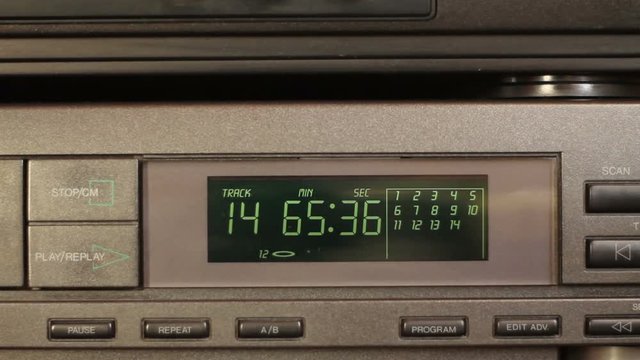 SCAN
STOP/CM
TRACK MIN SEC
14 65:36
1 2 3 4 5
6 7 8 9 10
11 12 13 14
12
PLAY/REPLAY
PAUSE REPEAT A/B PROGRAM EDIT ADV